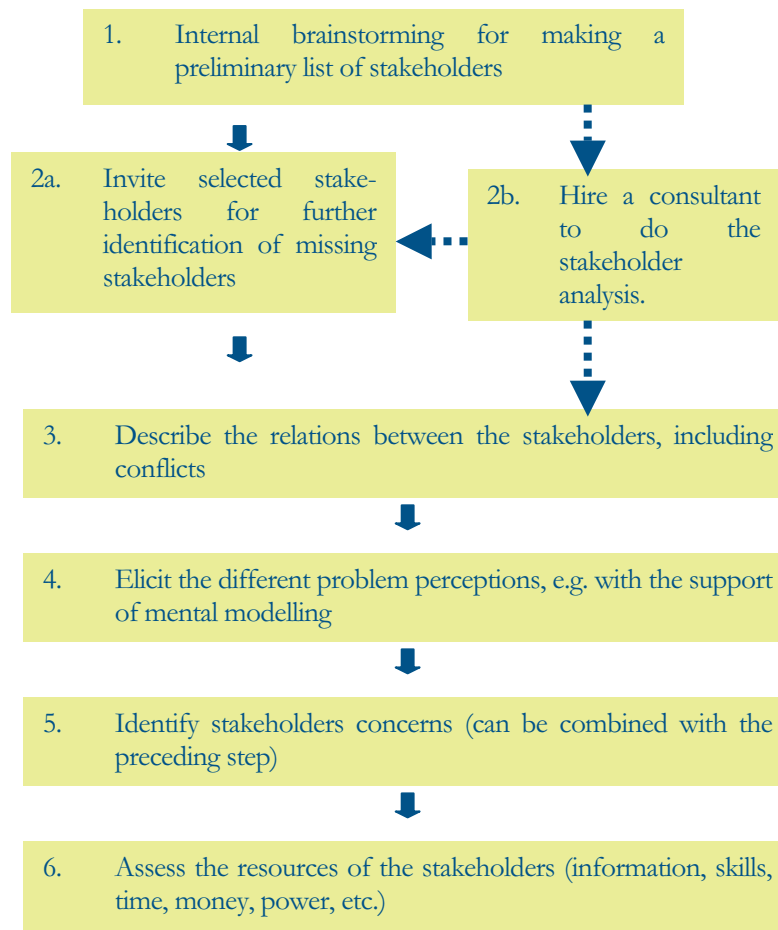 1. Internal brainstorming for making a
preliminary list of stakeholders
2a. Invite selected stake-
holders for further
identification of missing
stakeholders
2b. Hire a consultant
to do the
stakeholder
analysis.
3. Describe the relations between the stakeholders, including
conflicts
4. Elicit the different problem perceptions, e.g. with the support
of mental modelling
5. Identify stakeholders concerns (can be combined with the
preceding step)
6. Assess the resources of the stakeholders (information, skills,
time, money, power, etc.)